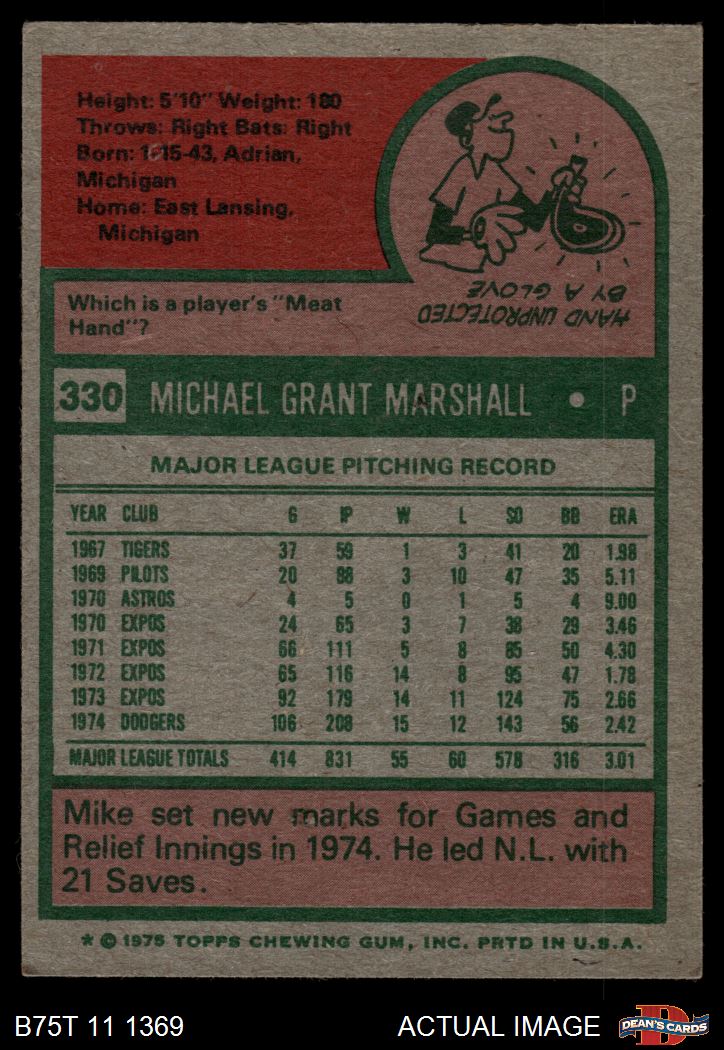 Height: 5'10" Weight: 180
Throws: Right Bats: Right
Born: 1-15-43, Adrian,
Michigan
Home: East Lansing,
Michigan
HAND UNPROTECTED
BY A GLOVE
Which is a player's "Meat
Hand"?
330 MICHAEL GRANT MARSHALL • P
MAJOR LEAGUE PITCHING RECORD
YEAR CLUB G IP W L SO BB ERA
1967 TIGERS 37 59 1 3 41 20 1.98
1969 PILOTS 20 88 3 10 47 35 5.11
1970 ASTROS 4 5 0 1 5 4 9.00
1970 EXPOS 24 65 3 7 38 29 3.46
1971 EXPOS 66 111 5 8 85 50 4.30
1972 EXPOS 65 116 14 8 95 47 1.78
1973 EXPOS 92 179 14 11 124 75 2.66
1974 DODGERS 106 208 15 12 143 56 2.42
MAJOR LEAGUE TOTALS 414 831 55 60 578 316 3.01
Mike set new marks for Games and
Relief Innings in 1974. He led N.L. with
21 Saves.
* © 1975 TOPPS CHEWING GUM, INC. PRTD IN U.S.A.
B75T 11 1369 ACTUAL IMAGE
D
DEAN'S CARDS